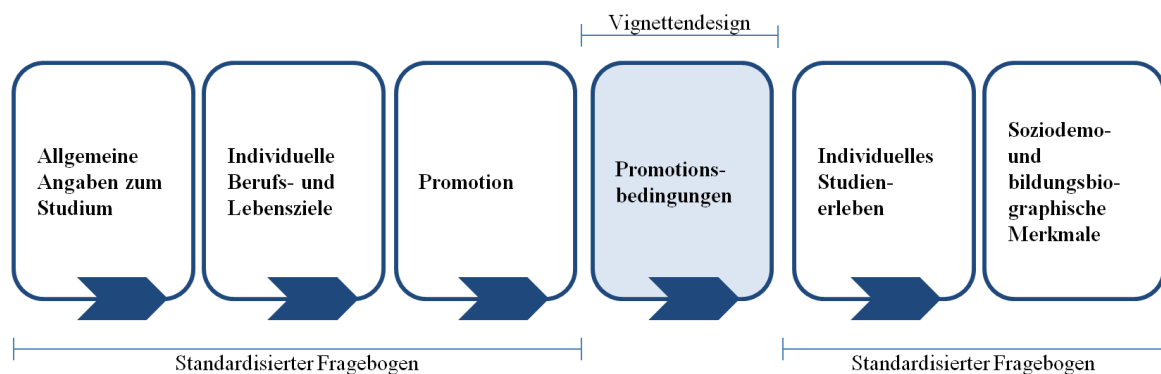 Vignettendesign
Allgemeine
Angaben zum
Studium
Individuelle
Berufs- und
Lebensziele
Promotion
Promotions-
bedingungen
Individuelles
Studien-
erleben
Soziodemo-
und
bildungsbio-
graphische
Merkmale
Standardisierter Fragebogen
Standardisierter Fragebogen